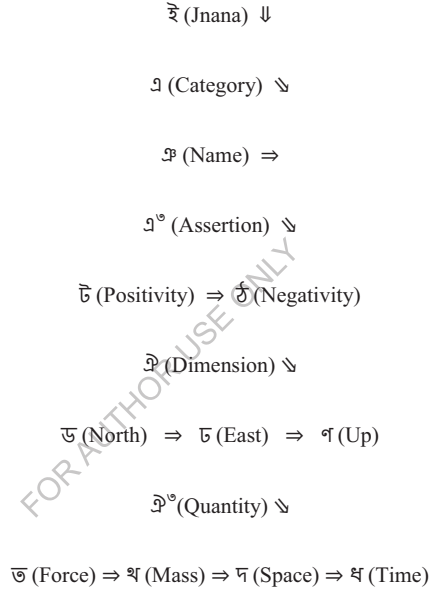 ই (Jnana) ⇓
এ (Category) ⇘
ঞ (Name) ⇒
এ° (Assertion) ⇘
ট (Positivity) ⇒ ঠ (Negativity)
ঐ (Dimension) ⇘
ড (North) ⇒ ঢ (East) ⇒ ণ (Up)
ঐ° (Quantity) ⇘
ত (Force) ⇒ থ (Mass) ⇒ দ (Space) ⇒ ধ (Time)
FOR AUTHOR USE ONLY